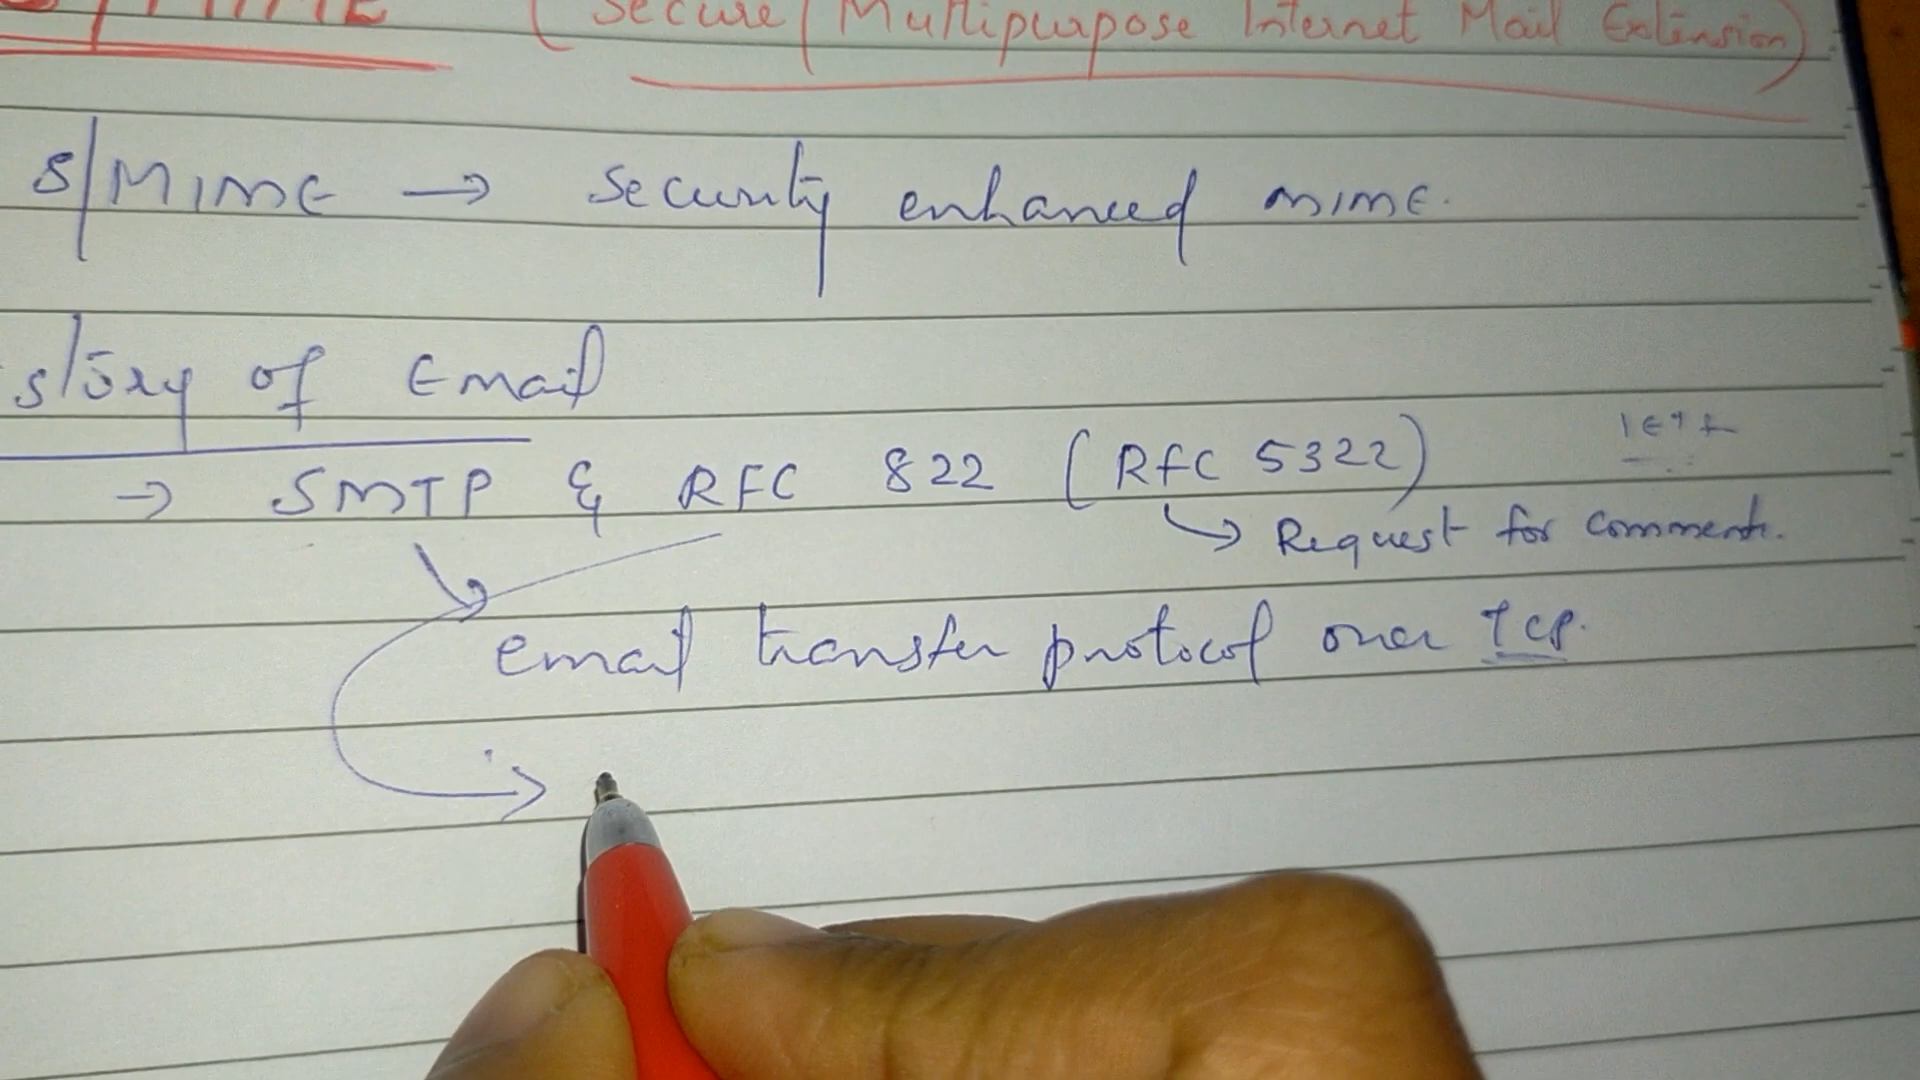 S/MIME (Secure/Multipurpose Internet Mail Extension)
S/MIME → Security enhanced MIME.
story of Email
→ SMTP & RFC 822 (RFC 5322)
↳ Request for comments.
email transfer protocol over TCP.